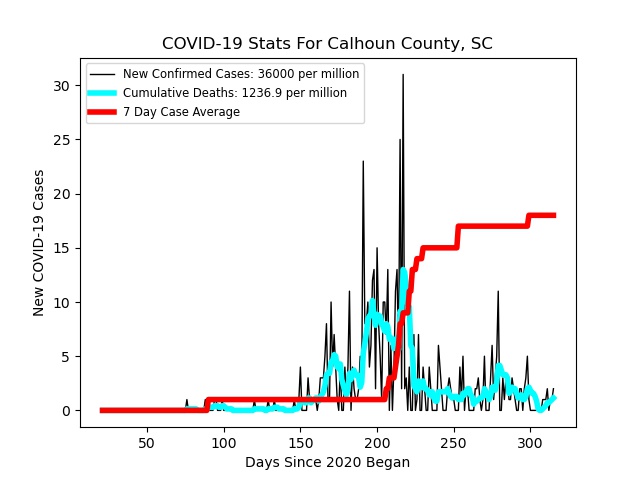 COVID-19 Stats For Calhoun County, SC
New Confirmed Cases: 36000 per million
Cumulative Deaths: 1236.9 per million
7 Day Case Average
New COVID-19 Cases
30
25
20
15
10
5
0
50 100 150 200 250 300
Days Since 2020 Began